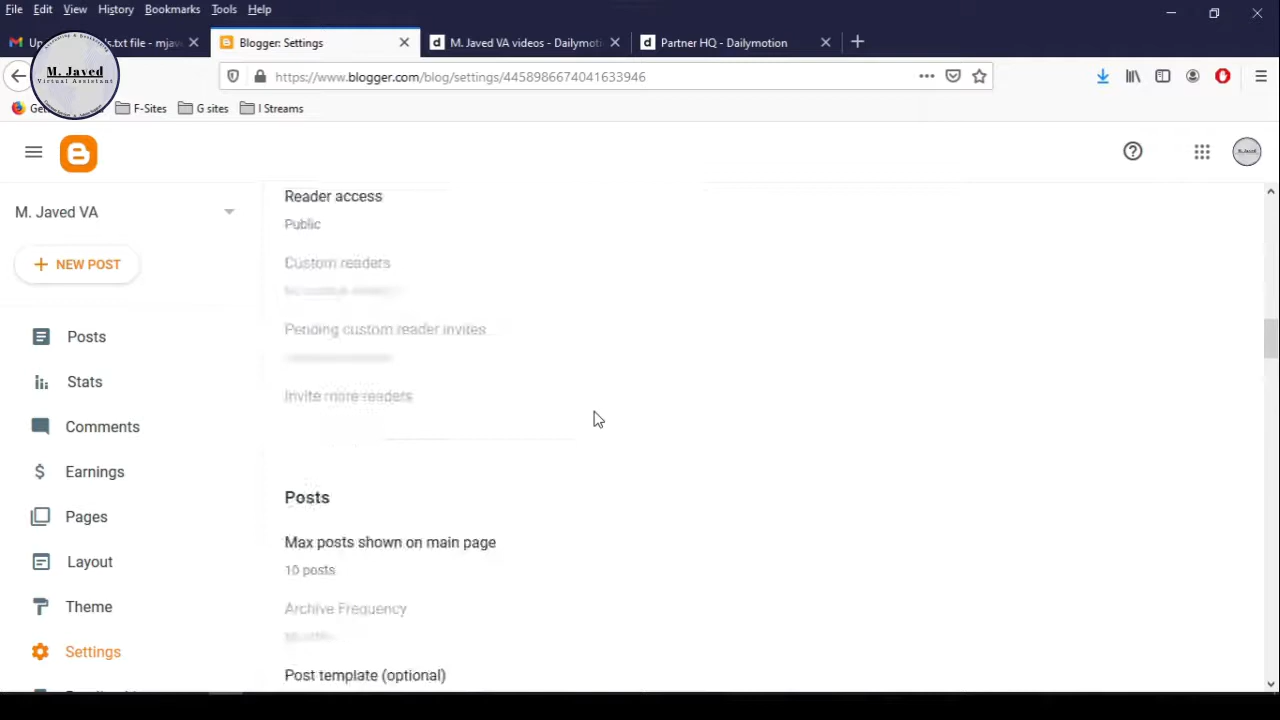 File Edit View History Bookmarks Tools Help
Blogger: Settings
M. Javed VA videos - Dailymoti
Partner HQ - Dailymotion
M. Javed
Virtual Assistant
https://www.blogger.com/blog/settings/4458986674041633946
F-Sites
G sites
I Streams
M. Javed VA
NEW POST
Posts
Stats
Comments
Earnings
Pages
Layout
Theme
Settings
Reader access
Public
Custom readers
Pending custom reader invites
Invite more readers
Posts
Max posts shown on main page
10 posts
Archive Frequency
Post template (optional)